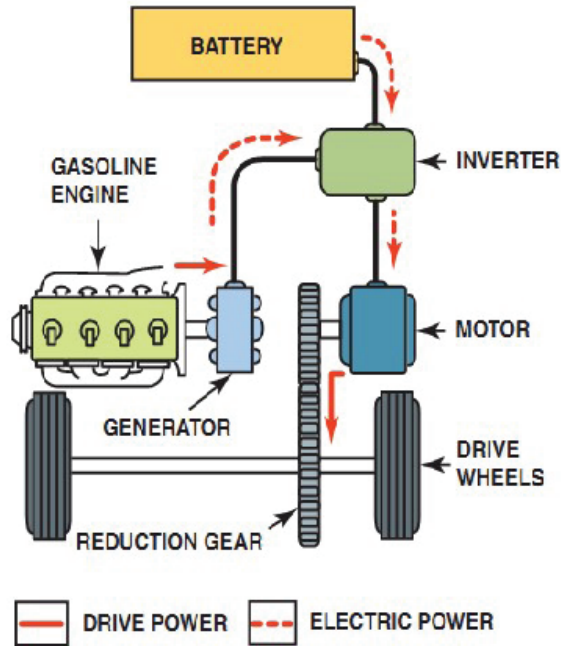 BATTERY
GASOLINE
ENGINE
INVERTER
MOTOR
GENERATOR
DRIVE
WHEELS
REDUCTION GEAR
DRIVE POWER
ELECTRIC POWER